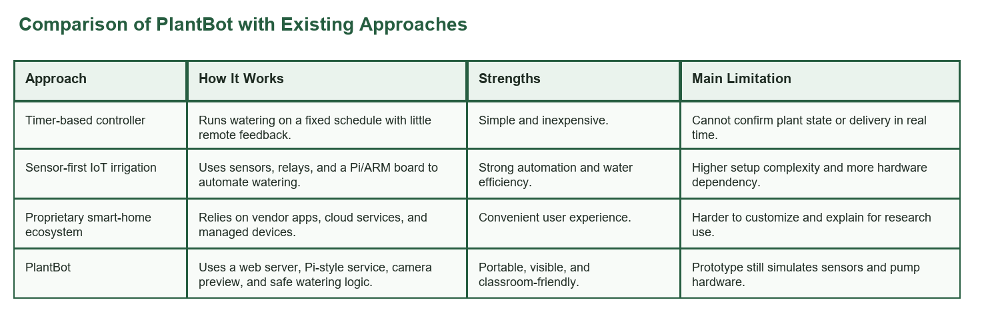 Comparison of PlantBot with Existing Approaches
Approach
How It Works
Strengths
Main Limitation
Timer-based controller
Runs watering on a fixed schedule with little
remote feedback.
Simple and inexpensive.
Cannot confirm plant state or delivery in real
time.
Sensor-first IoT irrigation
Uses sensors, relays, and a Pi/ARM board to
automate watering.
Strong automation and water
efficiency.
Higher setup complexity and more hardware
dependency.
Proprietary smart-home
ecosystem
Relies on vendor apps, cloud services, and
managed devices.
Convenient user experience.
Harder to customize and explain for research
use.
PlantBot
Uses a web server, Pi-style service, camera
preview, and safe watering logic.
Portable, visible, and
classroom-friendly.
Prototype still simulates sensors and pump
hardware.